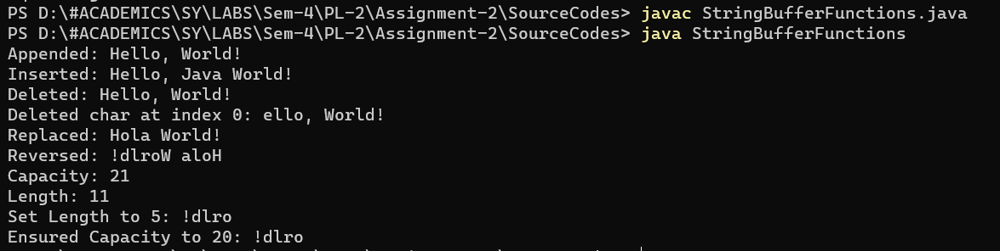 PS D:\#ACADEMICS\SY\LABS\Sem-4\PL-2\Assignment-2\SourceCodes> javac StringBufferFunctions.java
PS D:\#ACADEMICS\SY\LABS\Sem-4\PL-2\Assignment-2\SourceCodes> java StringBufferFunctions
Appended: Hello, World!
Inserted: Hello, Java World!
Deleted: Hello, World!
Deleted char at index 0: ello, World!
Replaced: Hola World!
Reversed: !dlroW aloH
Capacity: 21
Length: 11
Set Length to 5: !dlro
Ensured Capacity to 20: !dlro